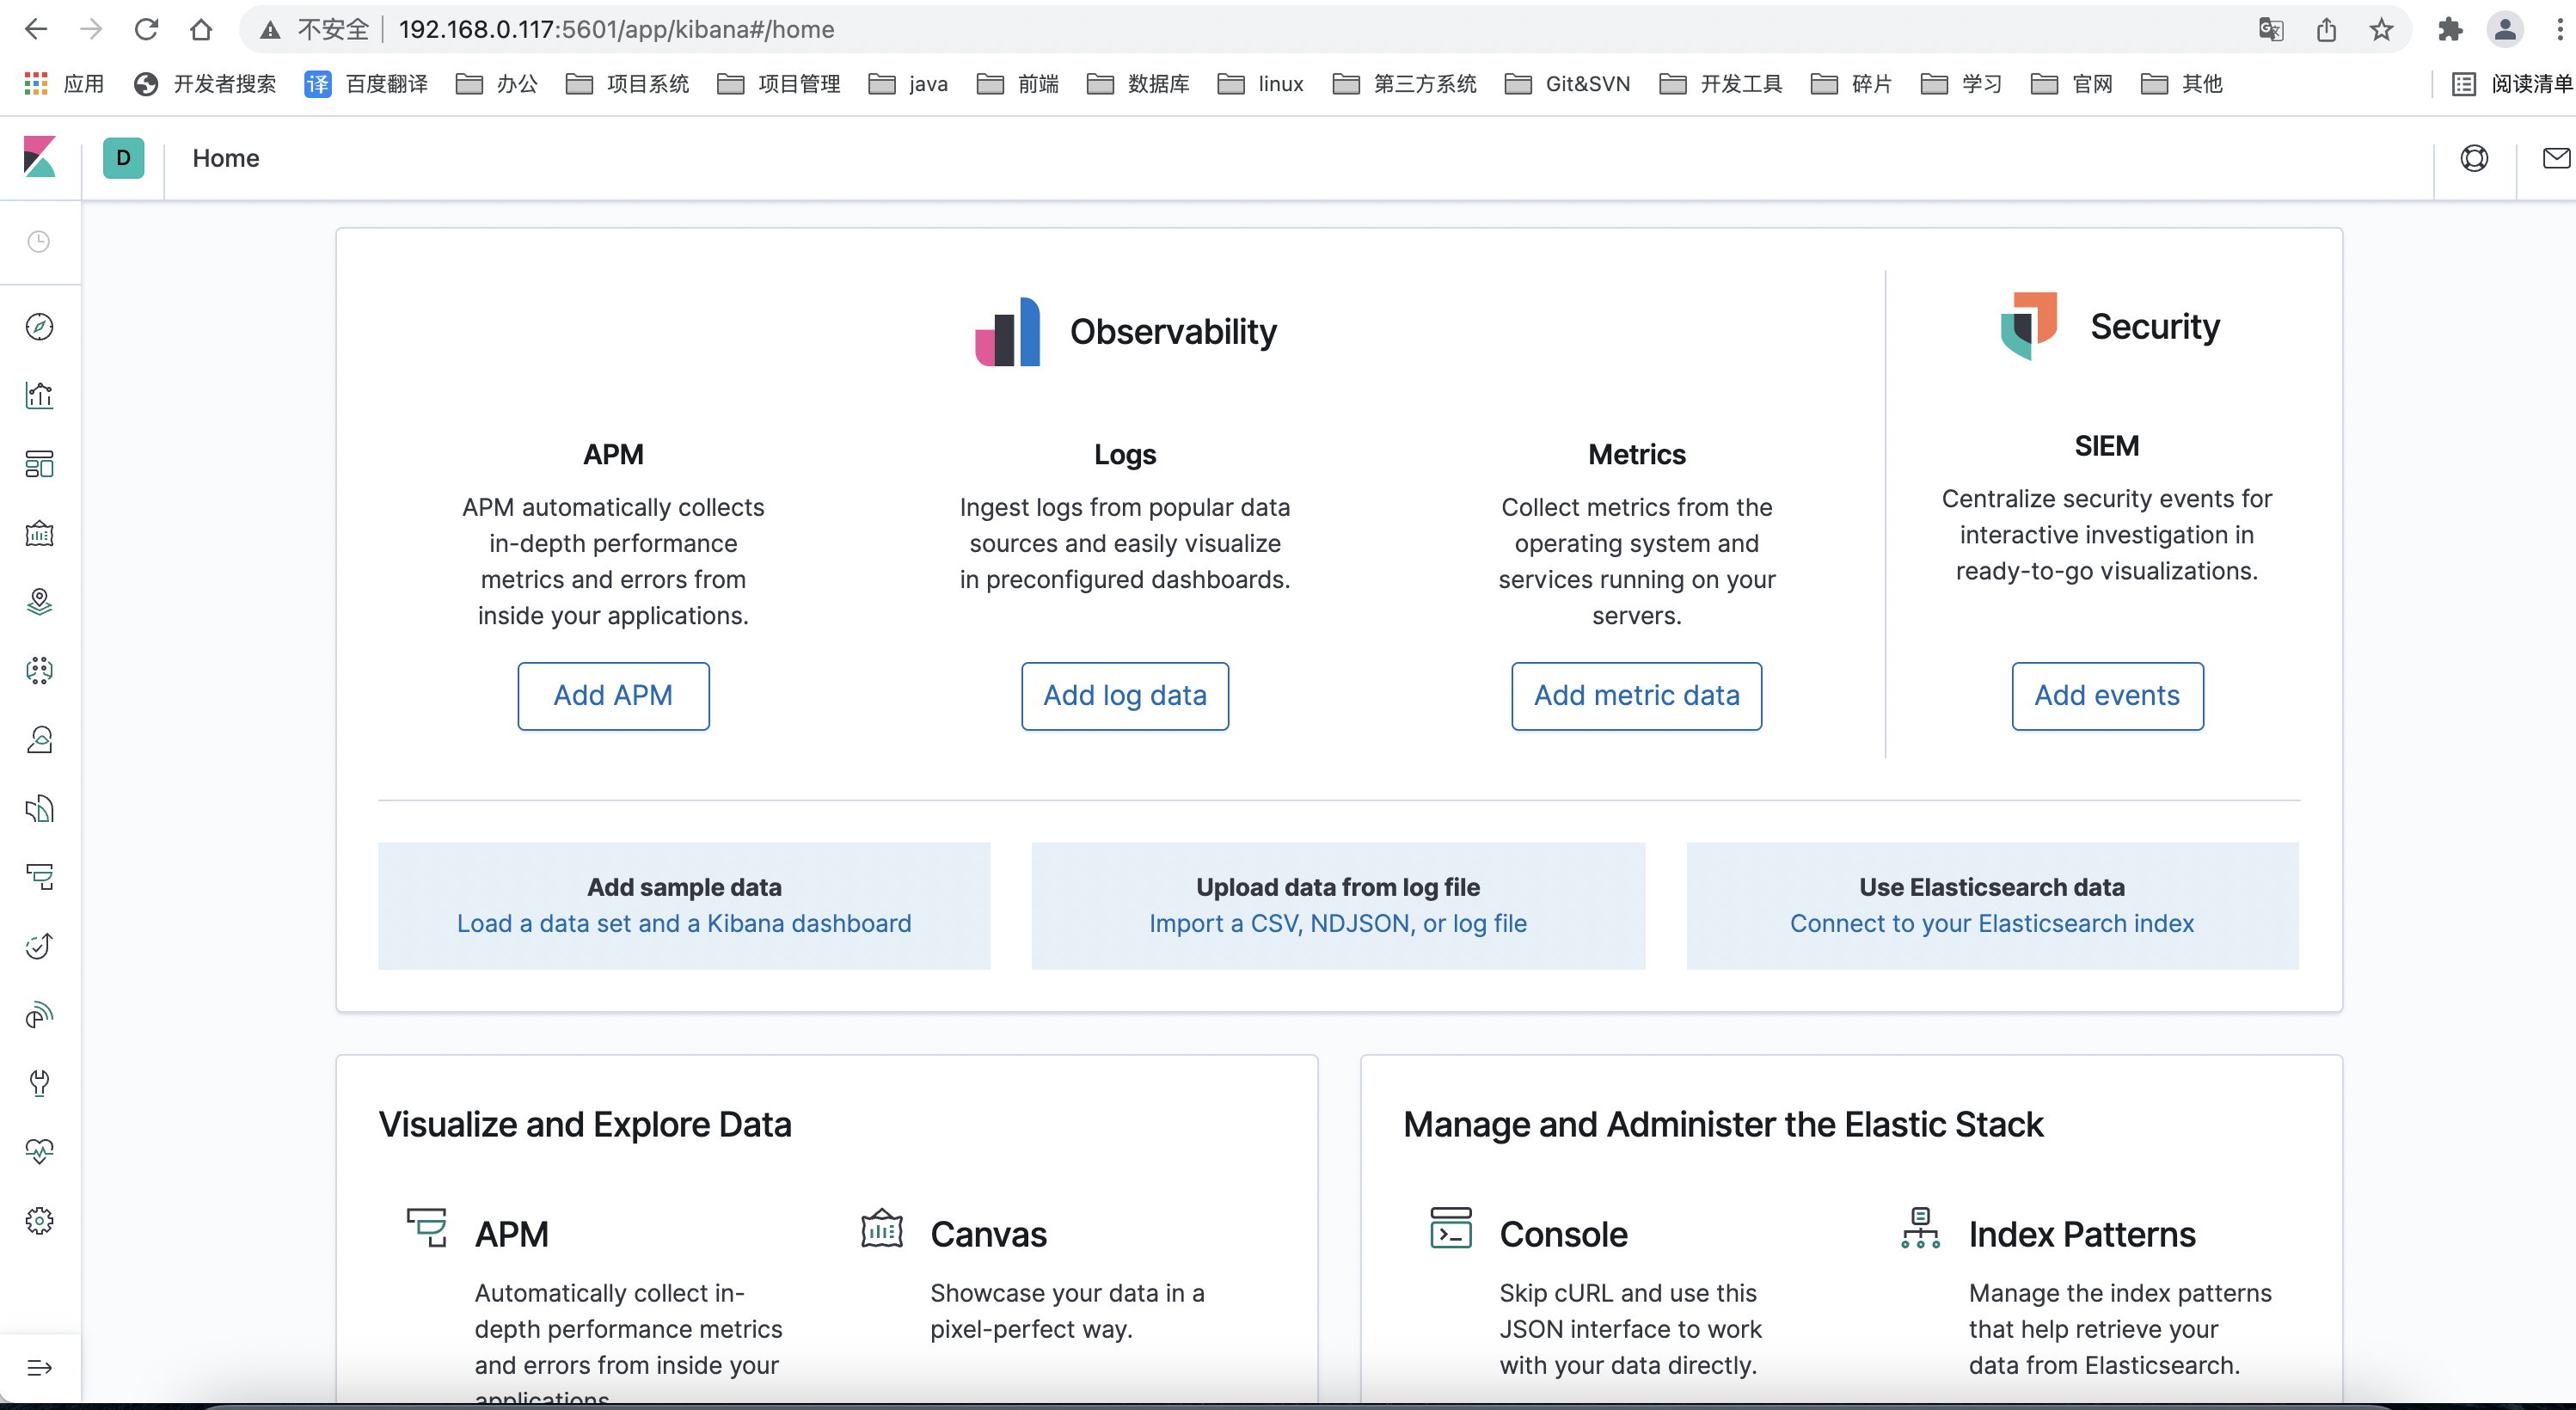 不安全 192.168.0.117:5601/app/kibana#/home
应用 开发者搜索 译 百度翻译 办公 项目系统 项目管理 java 前端 数据库 linux 第三方系统 Git&SVN 开发工具 碎片 学习 官网 其他 阅读清单
D Home
Observability
Security
APM
APM automatically collects
in-depth performance
metrics and errors from
inside your applications.
Add APM
Logs
Ingest logs from popular data
sources and easily visualize
in preconfigured dashboards.
Add log data
Metrics
Collect metrics from the
operating system and
services running on your
servers.
Add metric data
SIEM
Centralize security events for
interactive investigation in
ready-to-go visualizations.
Add events
Add sample data
Load a data set and a Kibana dashboard
Upload data from log file
Import a CSV, NDJSON, or log file
Use Elasticsearch data
Connect to your Elasticsearch index
Visualize and Explore Data
APM
Automatically collect in-
depth performance metrics
and errors from inside your
applications
Canvas
Showcase your data in a
pixel-perfect way.
Manage and Administer the Elastic Stack
Console
Skip cURL and use this
JSON interface to work
with your data directly.
Index Patterns
Manage the index patterns
that help retrieve your
data from Elasticsearch.